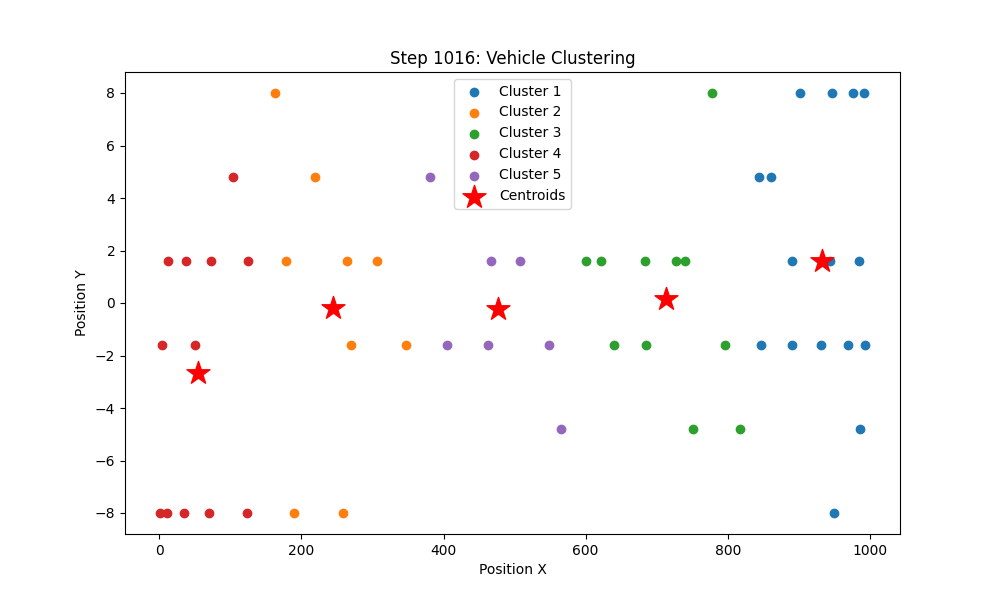 Step 1016: Vehicle Clustering
Cluster 1
Cluster 2
Cluster 3
Cluster 4
Cluster 5
Centroids
Position Y
8
6
4
2
0
−2
−4
−6
−8
0
200
400
600
800
1000
Position X